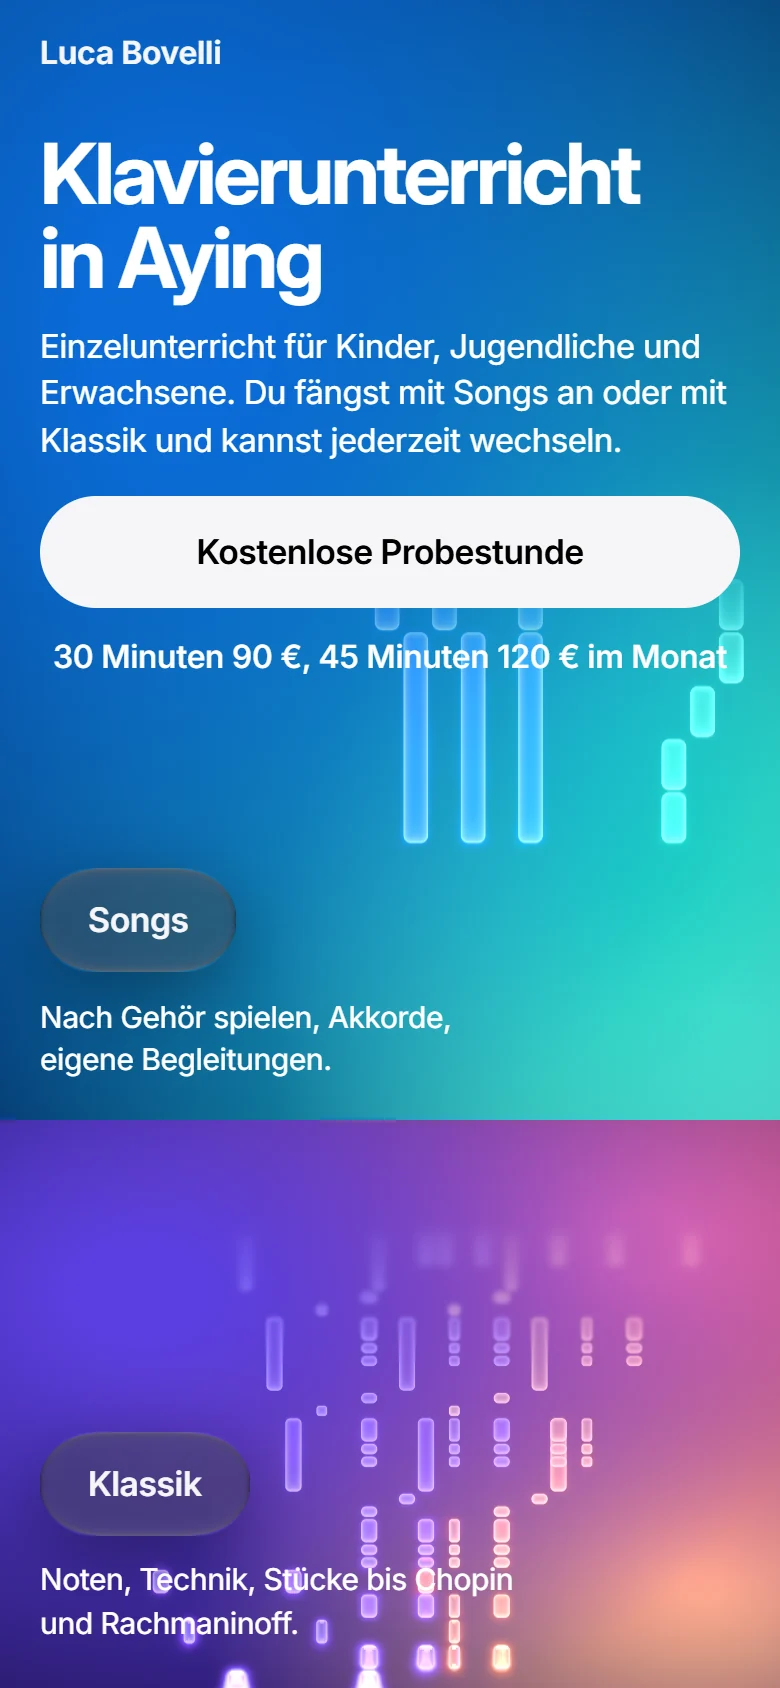 Luca Bovelli
Klavierunterricht
in Aying
Einzelunterricht für Kinder, Jugendliche und
Erwachsene. Du fängst mit Songs an oder mit
Klassik und kannst jederzeit wechseln.
Kostenlose Probestunde
30 Minuten 90 €, 45 Minuten 120 € im Monat
Songs
Nach Gehör spielen, Akkorde,
eigene Begleitungen.
Klassik
Noten, Technik, Stücke bis Chopin
und Rachmaninoff.